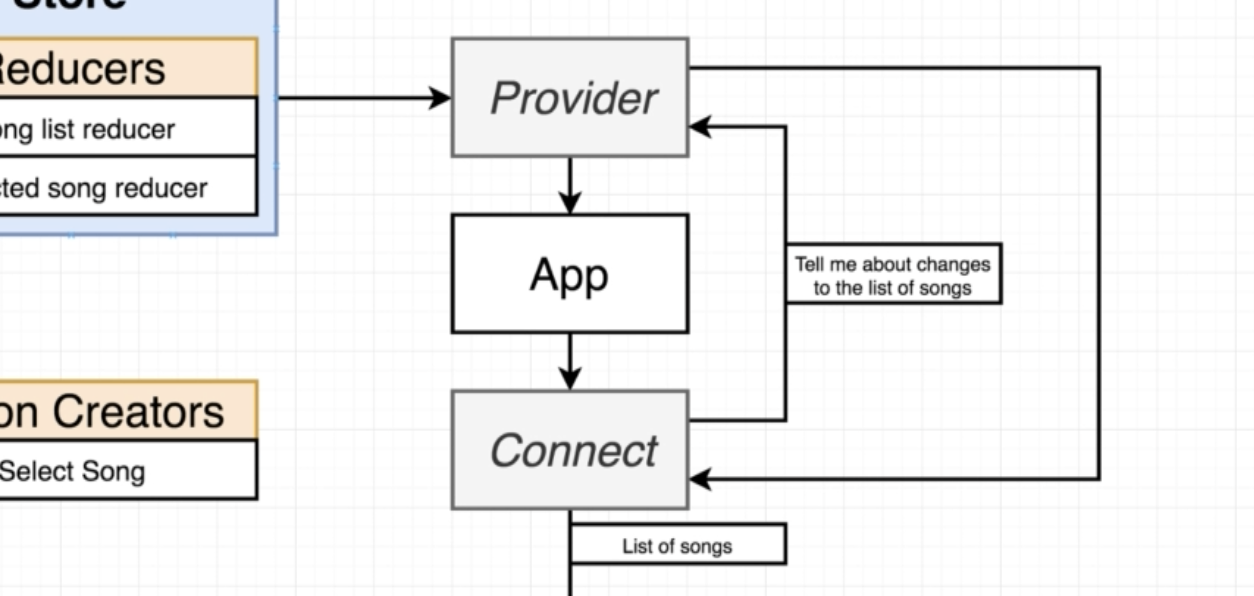 Store
Reducers
ng list reducer
cted song reducer
Provider
App
Tell me about changes
to the list of songs
on Creators
Select Song
Connect
List of songs